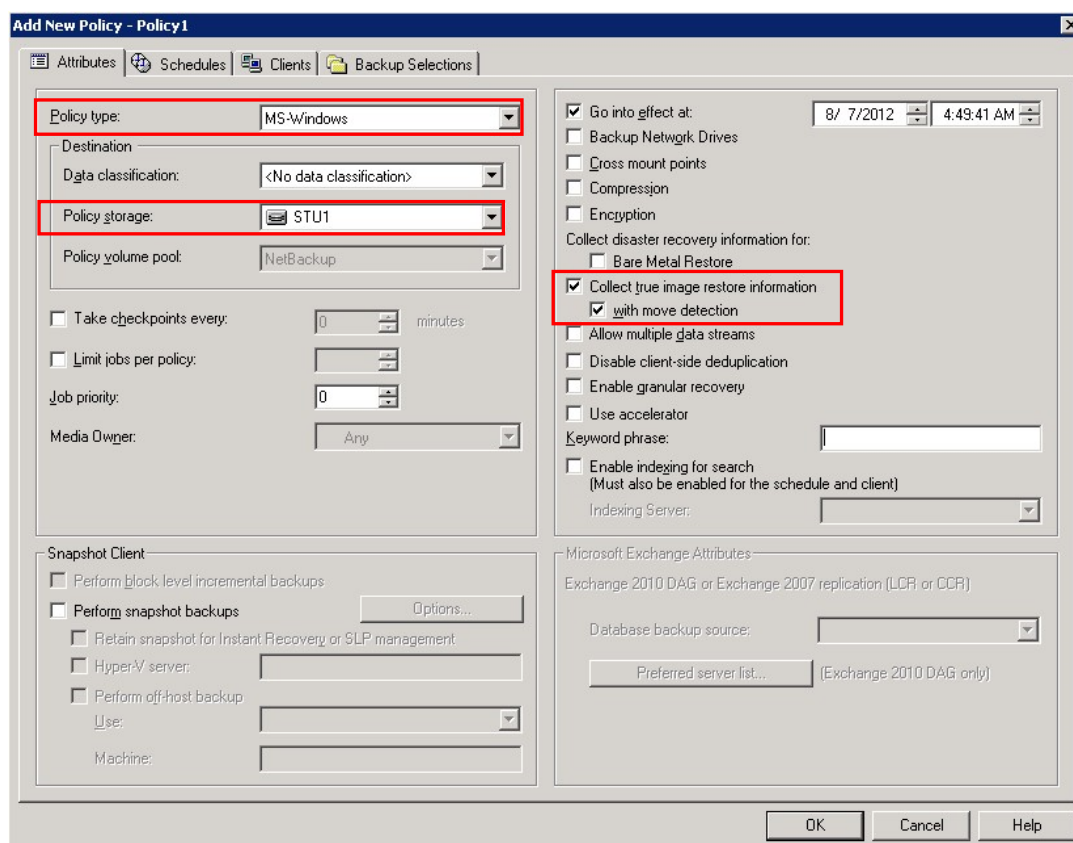 Add New Policy - Policy1
Attributes Schedules Clients Backup Selections
Policy type: MS-Windows
Destination
Data classification: <No data classification>
Policy storage: STU1
Policy volume pool: NetBackup
Take checkpoints every: 0 minutes
Limit jobs per policy:
Job priority: 0
Media Owner: Any
Go into effect at: 8/ 7/2012 4:49:41 AM
Backup Network Drives
Cross mount points
Compression
Encryption
Collect disaster recovery information for:
Bare Metal Restore
Collect true image restore information
with move detection
Allow multiple data streams
Disable client-side deduplication
Enable granular recovery
Use accelerator
Keyword phrase:
Enable indexing for search
(Must also be enabled for the schedule and client)
Indexing Server:
Snapshot Client
Perform block level incremental backups
Perform snapshot backups Options...
Retain snapshot for Instant Recovery or SLP management
Hyper-V server:
Perform off-host backup
Use:
Machine:
Microsoft Exchange Attributes
Exchange 2010 DAG or Exchange 2007 replication (LCR or CCR)
Database backup source:
Preferred server list... (Exchange 2010 DAG only)
OK Cancel Help